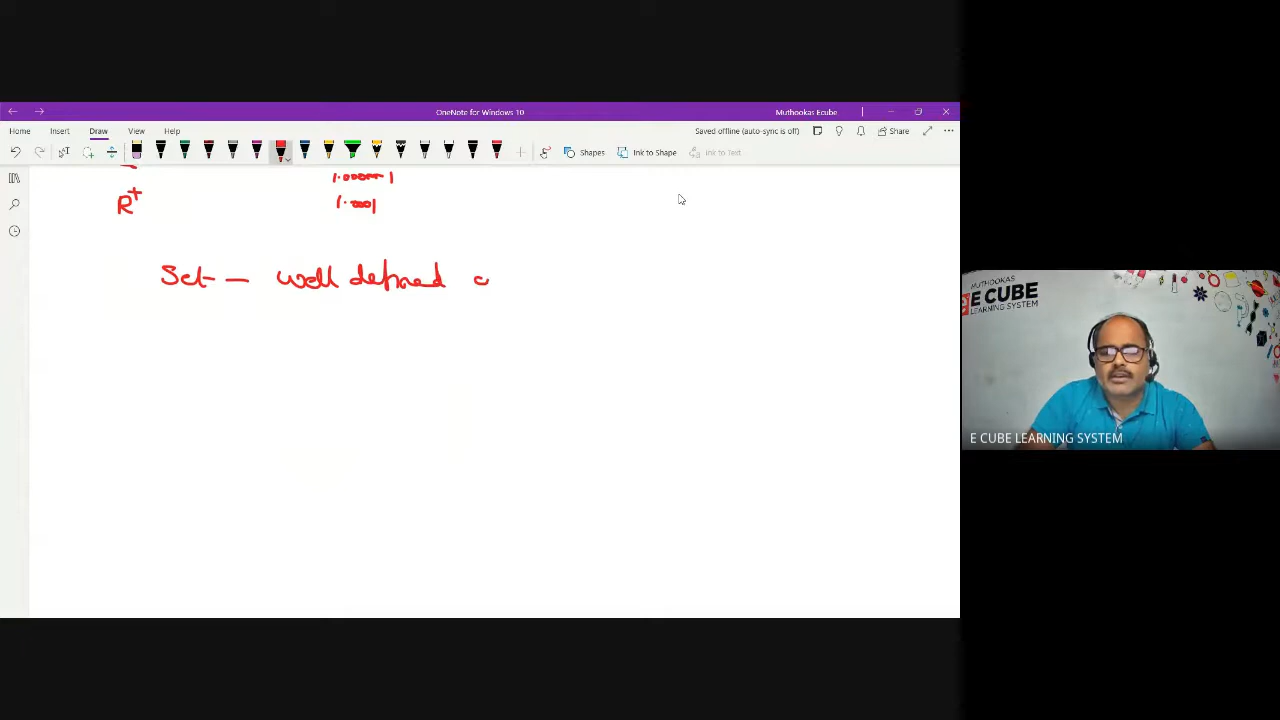 OneNote for Windows 10
Muthookas Ecube
Home Insert Draw View Help
Saved offline (auto-sync is off)
Share
Shapes
Ink to Shape
Ink to Text
R+
1.0001
Set — well defined c
MUTHOOKAS
E CUBE
LEARNING SYSTEM
E CUBE LEARNING SYSTEM